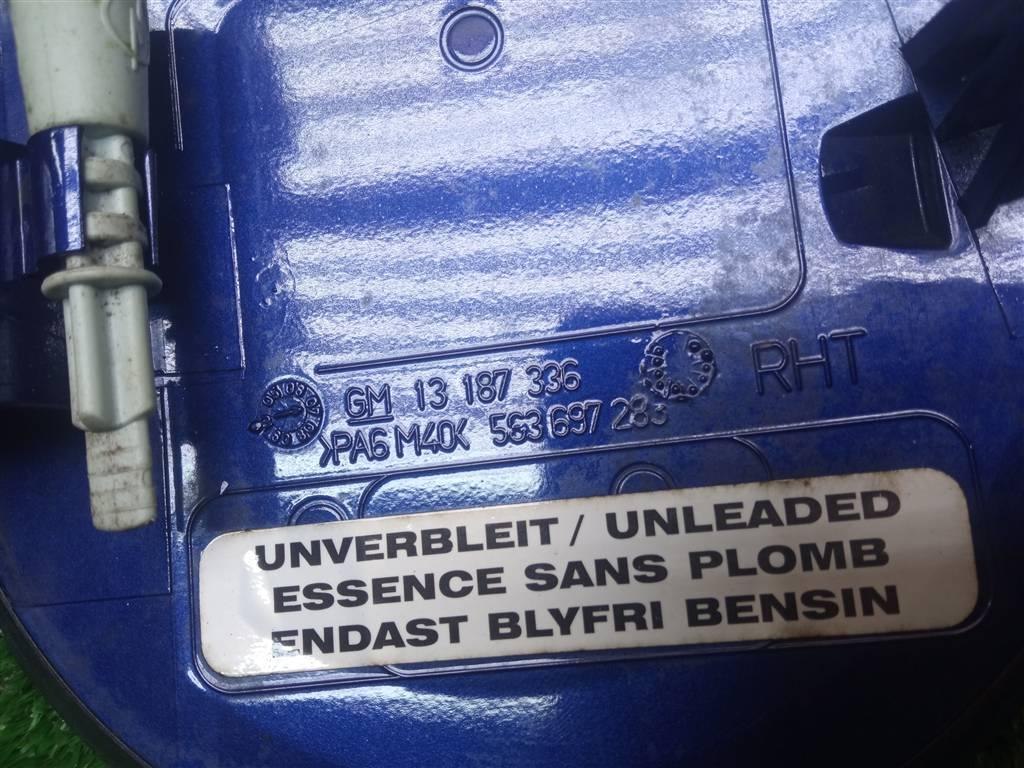 GM 13 187 336
RHT
>PA6 M40< 563 697 283
UNVERBLEIT / UNLEADED
ESSENCE SANS PLOMB
ENDAST BLYFRI BENSIN